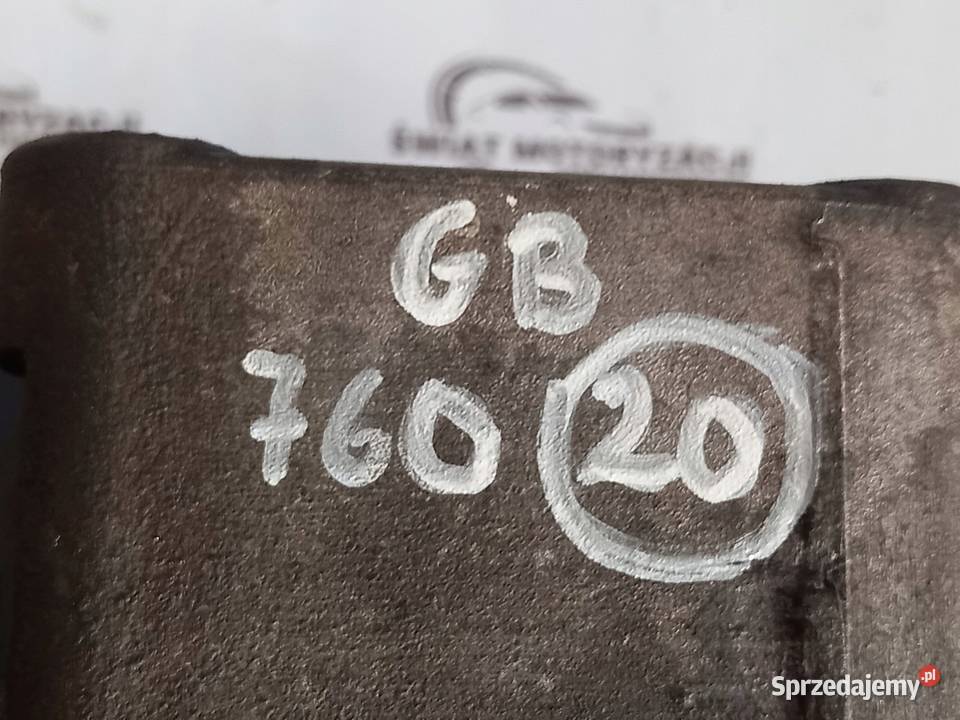 ŚWIAT MOTORYZACJI
GB
760 20
Sprzedajemy.pl